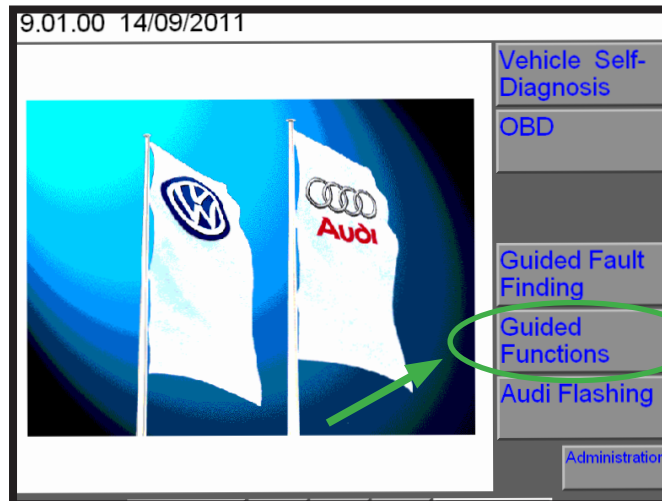 9.01.00 14/09/2011
Vehicle Self-
Diagnosis
OBD
Audi
Guided Fault
Finding
Guided
Functions
Audi Flashing
Administration